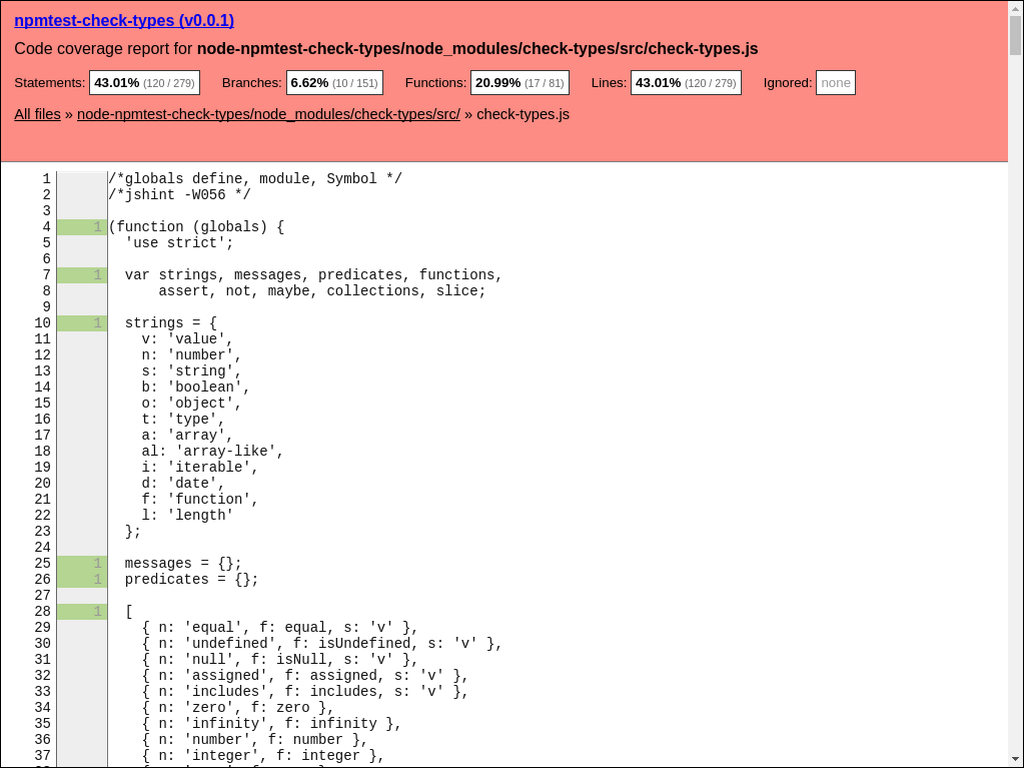 npmtest-check-types (v0.0.1)
Code coverage report for node-npmtest-check-types/node_modules/check-types/src/check-types.js
Statements: 43.01% (120 / 279) Branches: 6.62% (10 / 151) Functions: 20.99% (17 / 81) Lines: 43.01% (120 / 279) Ignored: none
All files » node-npmtest-check-types/node_modules/check-types/src/ » check-types.js
1 /*globals define, module, Symbol */
2 /*jshint -W056 */
3
4 1 (function (globals) {
5 'use strict';
6
7 1 var strings, messages, predicates, functions,
8 assert, not, maybe, collections, slice;
9
10 1 strings = {
11 v: 'value',
12 n: 'number',
13 s: 'string',
14 b: 'boolean',
15 o: 'object',
16 t: 'type',
17 a: 'array',
18 al: 'array-like',
19 i: 'iterable',
20 d: 'date',
21 f: 'function',
22 l: 'length'
23 };
24
25 1 messages = {};
26 1 predicates = {};
27
28 1 [
29 { n: 'equal', f: equal, s: 'v' },
30 { n: 'undefined', f: isUndefined, s: 'v' },
31 { n: 'null', f: isNull, s: 'v' },
32 { n: 'assigned', f: assigned, s: 'v' },
33 { n: 'includes', f: includes, s: 'v' },
34 { n: 'zero', f: zero },
35 { n: 'infinity', f: infinity },
36 { n: 'number', f: number },
37 { n: 'integer', f: integer },